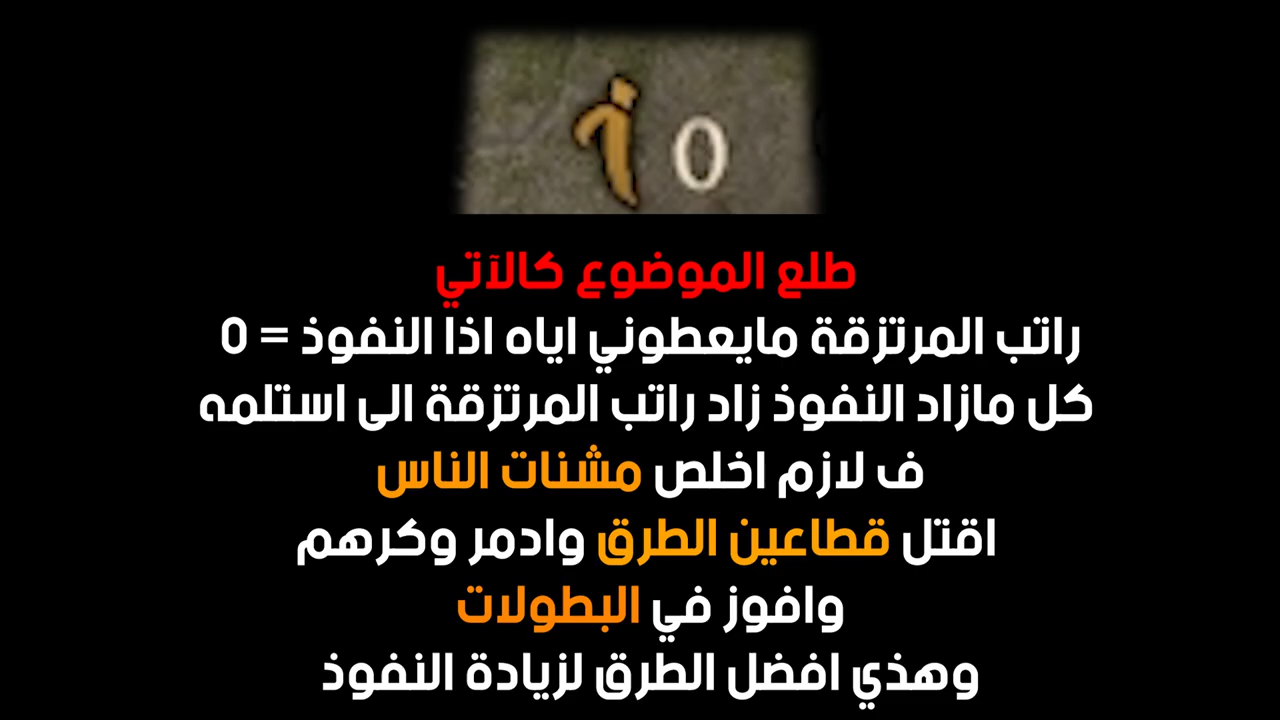 0
طلع الموضوع كالآتي
راتب المرتزقة مايعطوني اياه اذا النفوذ = 0
كل مازاد النفوذ زاد راتب المرتزقة الى استلمه
ف لازم اخلص مشنات الناس
اقتل قطاعين الطرق وادمر وكرهم
وافوز في البطولات
وهذي افضل الطرق لزيادة النفوذ